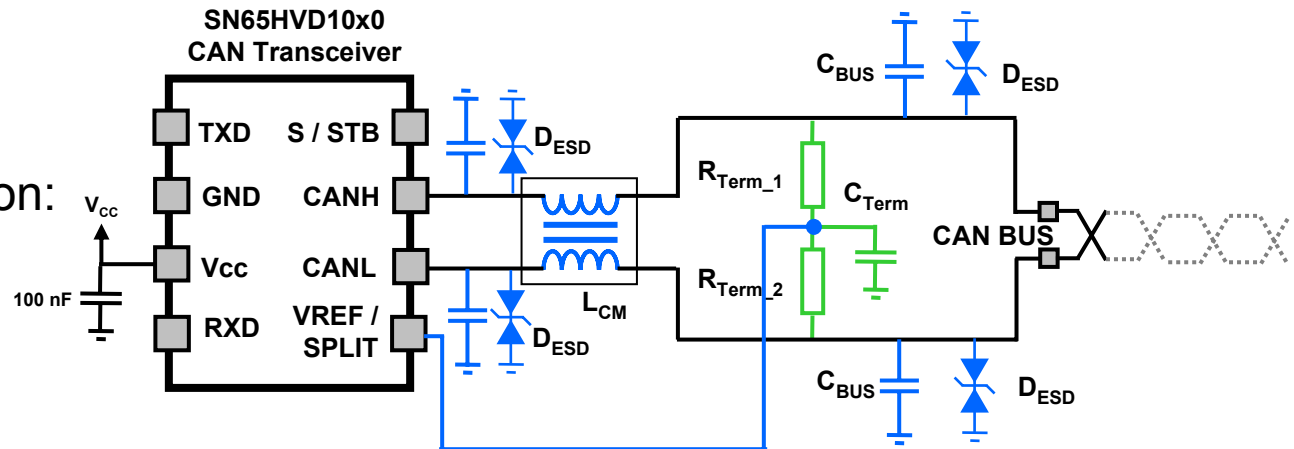 SN65HVD10x0
CAN Transceiver
TXD
S / STB
GND
CANH
Vcc
CANL
RXD
VREF /
SPLIT
on:
Vcc
100 nF
DESD
DESD
LCM
RTerm_1
RTerm_2
CTerm
CBUS
DESD
CAN BUS
CBUS
DESD